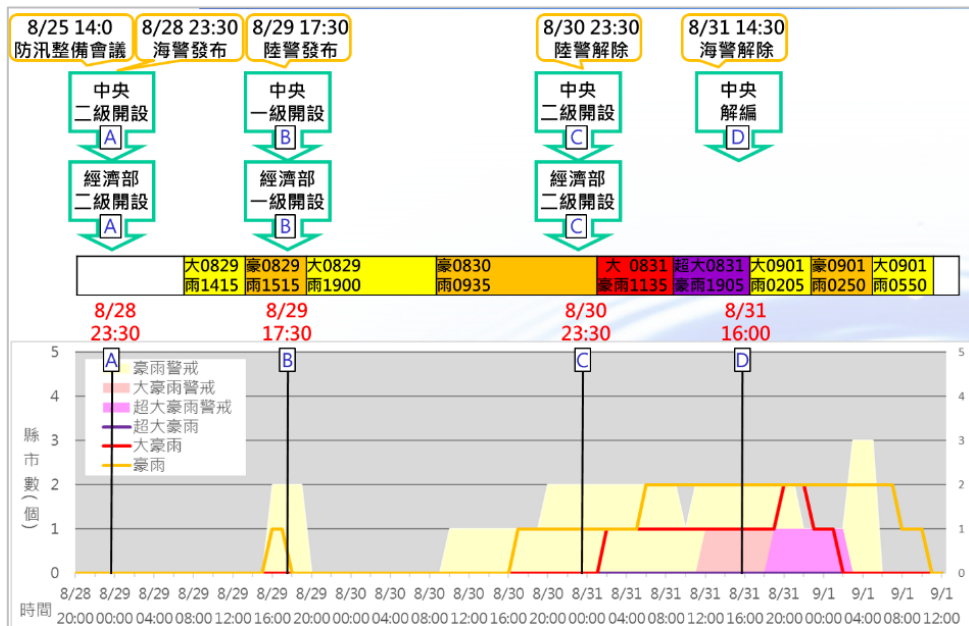 8/25 14:0
防汛整備會議
8/28 23:30
海警發布
8/29 17:30
陸警發布
8/30 23:30
陸警解除
8/31 14:30
海警解除
中央
二級開設
A
中央
一級開設
B
中央
二級開設
C
中央
解編
D
經濟部
二級開設
A
經濟部
一級開設
B
經濟部
二級開設
C
大0829
雨1415
豪0829
雨1515
大0829
雨1900
豪0830
雨0935
大 0831
豪雨1135
超大0831
豪雨1905
大0901
雨0205
豪0901
雨0250
大0901
雨0550
8/28
23:30
8/29
17:30
8/30
23:30
8/31
16:00
A
B
C
D
5
4
3
2
1
0
縣市數(個)
豪雨警戒
大豪雨警戒
超大豪雨警戒
超大豪雨
大豪雨
豪雨
5
4
3
2
1
0
8/28 8/29 8/29 8/29 8/29 8/29 8/29 8/30 8/30 8/30 8/30 8/30 8/30 8/31 8/31 8/31 8/31 8/31 8/31 9/1 9/1 9/1 9/1
時間
20:00 00:00 04:00 08:00 12:00 16:00 20:00 00:00 04:00 08:00 12:00 16:00 20:00 00:00 04:00 08:00 12:00 16:00 20:00 00:00 04:00 08:00 12:00